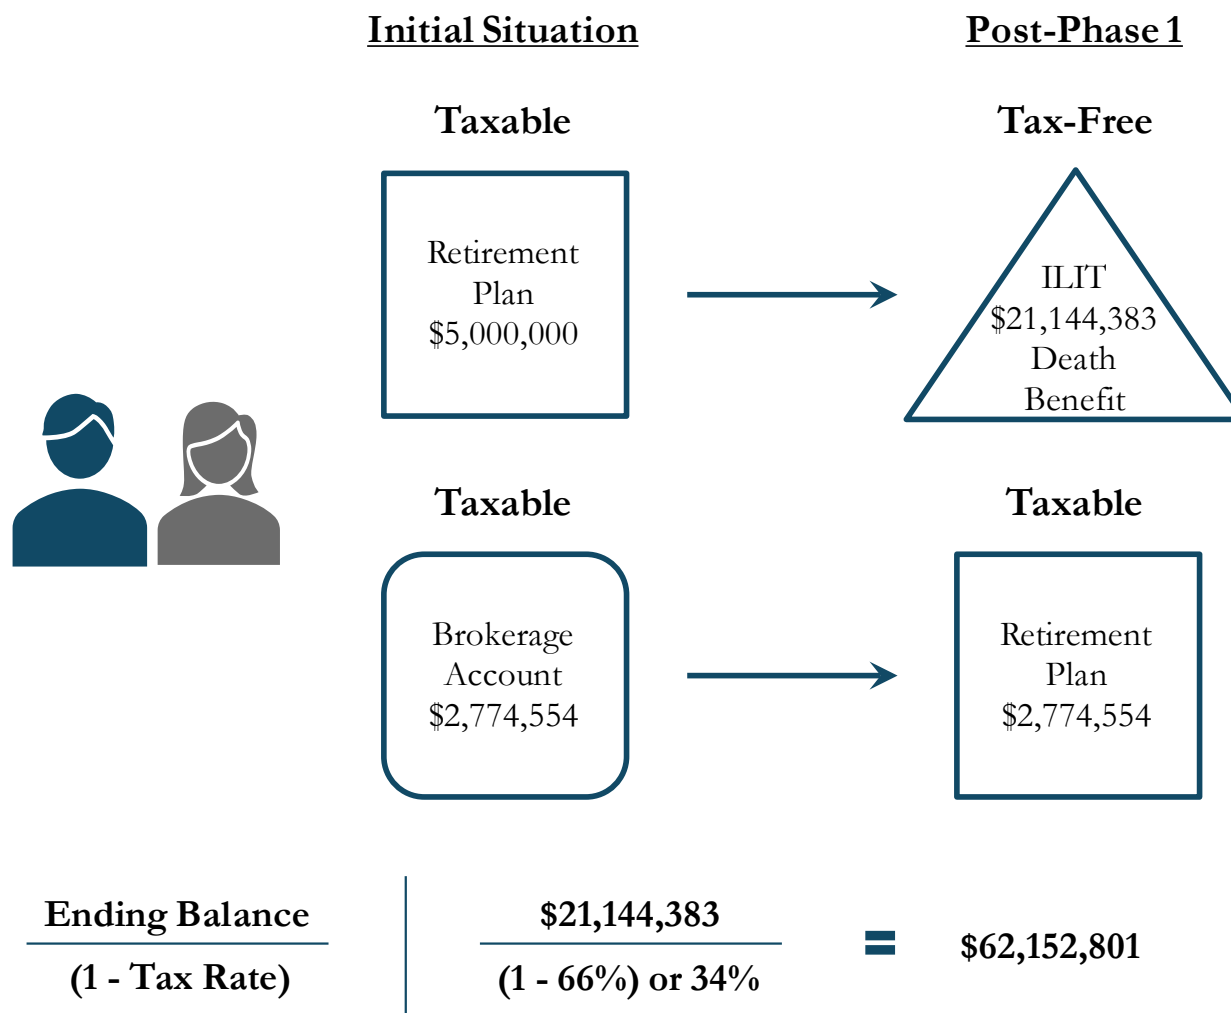 Initial Situation
Post-Phase 1
Taxable
Tax-Free
Retirement
Plan
$5,000,000
ILIT
$21,144,383
Death
Benefit
Taxable
Taxable
Brokerage
Account
$2,774,554
Retirement
Plan
$2,774,554
Ending Balance
(1 - Tax Rate)
$21,144,383
(1 - 66%) or 34%
=
$62,152,801